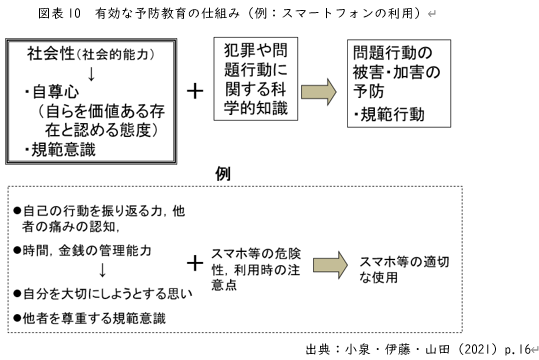 図表10　有効な予防教育の仕組み（例：スマートフォンの利用）
社会性（社会的能力）
↓
・自尊心
（自らを価値ある存
在と認める態度）
・規範意識
＋
犯罪や問
題行動に
関する科
学的知識
問題行動の
被害・加害の
予防
・規範行動
例
●自己の行動を振り返る力，他
者の痛みの認知，
●時間，金銭の管理能力
↓
●自分を大切にしようとする思い
●他者を尊重する規範意識
＋
スマホ等の危険
性，利用時の注
意点
スマホ等の適切
な使用
出典：小泉・伊藤・山田（2021）p.16